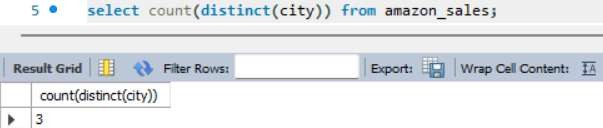 5 select count(distinct(city)) from amazon_sales;
Result Grid Filter Rows: Export: Wrap Cell Content:
count(distinct(city))
3